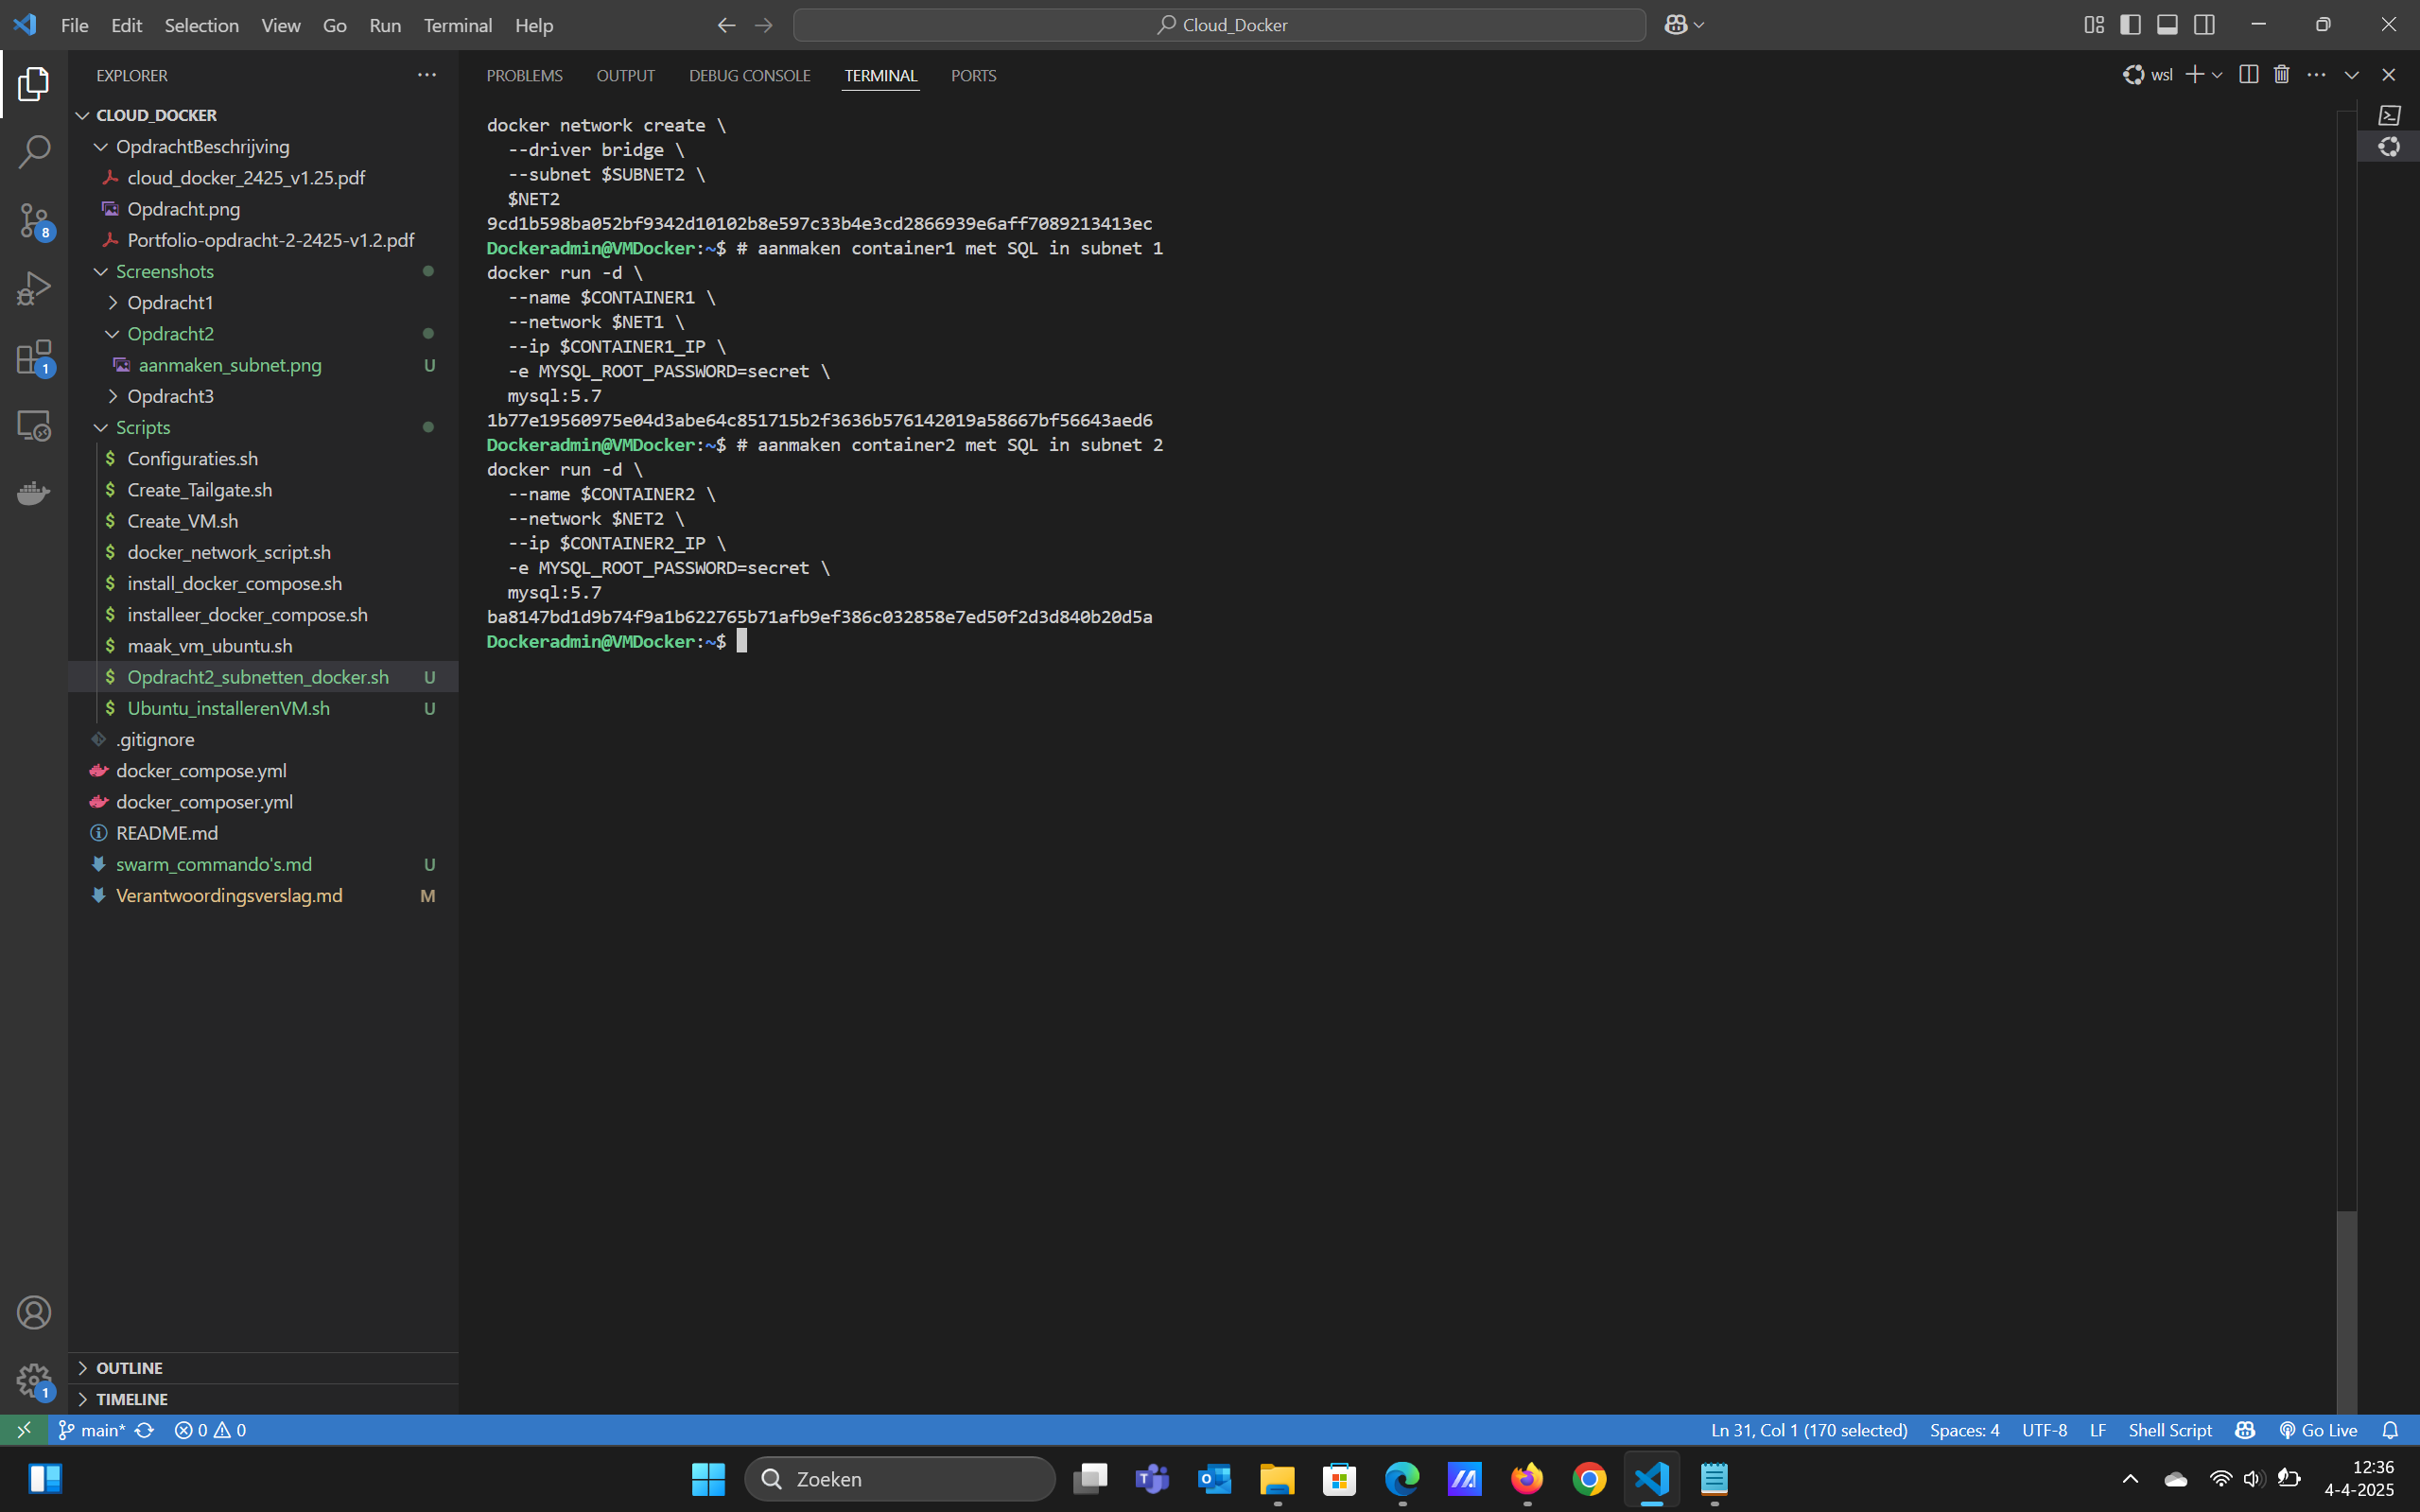 File Edit Selection View Go Run Terminal Help
Cloud_Docker
EXPLORER
CLOUD_DOCKER
OpdrachtBeschrijving
cloud_docker_2425_v1.25.pdf
Opdracht.png
Portfolio-opdracht-2-2425-v1.2.pdf
Screenshots
Opdracht1
Opdracht2
aanmaken_subnet.png U
Opdracht3
Scripts
$ Configuraties.sh
$ Create_Tailgate.sh
$ Create_VM.sh
$ docker_network_script.sh
$ install_docker_compose.sh
$ installeer_docker_compose.sh
$ maak_vm_ubuntu.sh
$ Opdracht2_subnetten_docker.sh U
$ Ubuntu_installerenVM.sh U
.gitignore
docker_compose.yml
docker_composer.yml
README.md
swarm_commando's.md U
Verantwoordingsverslag.md M
OUTLINE
TIMELINE
8
1
1
PROBLEMS OUTPUT DEBUG CONSOLE TERMINAL PORTS
wsl
docker network create \
--driver bridge \
--subnet $SUBNET2 \
$NET2
9cd1b598ba052bf9342d10102b8e597c33b4e3cd2866939e6aff7089213413ec
Dockeradmin@VMDocker:~$ # aanmaken container1 met SQL in subnet 1
docker run -d \
--name $CONTAINER1 \
--network $NET1 \
--ip $CONTAINER1_IP \
-e MYSQL_ROOT_PASSWORD=secret \
mysql:5.7
1b77e19560975e04d3abe64c851715b2f3636b576142019a58667bf56643aed6
Dockeradmin@VMDocker:~$ # aanmaken container2 met SQL in subnet 2
docker run -d \
--name $CONTAINER2 \
--network $NET2 \
--ip $CONTAINER2_IP \
-e MYSQL_ROOT_PASSWORD=secret \
mysql:5.7
ba8147bd1d9b74f9a1b622765b71afb9ef386c032858e7ed50f2d3d840b20d5a
Dockeradmin@VMDocker:~$
main* 0 0
Ln 31, Col 1 (170 selected) Spaces: 4 UTF-8 LF Shell Script Go Live
Zoeken
12:36
4-4-2025